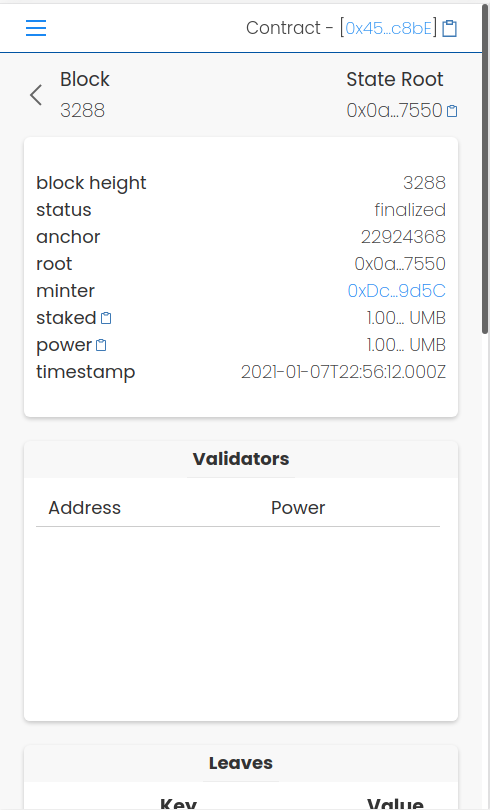 Contract - [0x45...c8bE]
Block State Root
3288 0x0a...7550
block height 3288
status finalized
anchor 22924368
root 0x0a...7550
minter 0xDc...9d5C
staked 1.00... UMB
power 1.00... UMB
timestamp 2021-01-07T22:56:12.000Z
Validators
Address Power
Leaves
Key Value